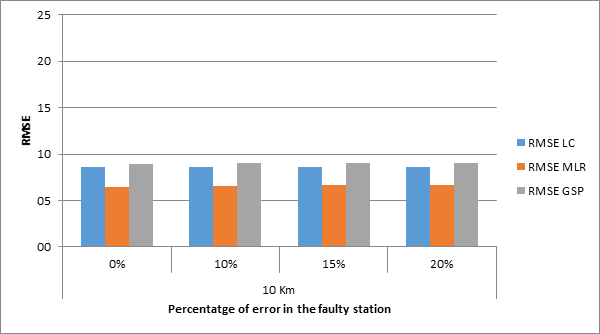 25
20
15
10
05
00
RMSE
0%
10%
15%
20%
10 Km
Percentatge of error in the faulty station
RMSE LC
RMSE MLR
RMSE GSP